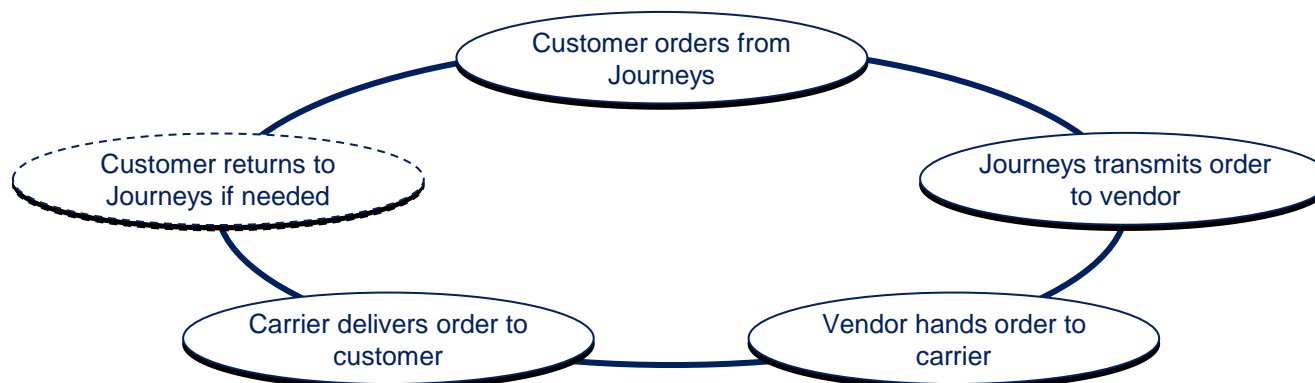 Customer orders from
Journeys
Journeys transmits order
to vendor
Vendor hands order to
carrier
Carrier delivers order to
customer
Customer returns to
Journeys if needed